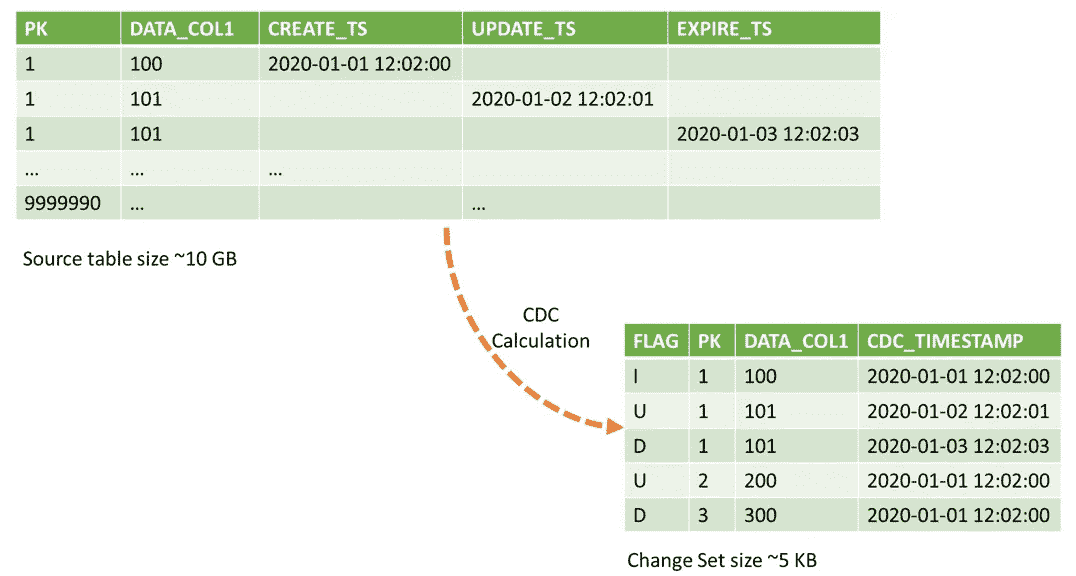 PK DATA_COL1 CREATE_TS UPDATE_TS EXPIRE_TS
1 100 2020-01-01 12:02:00
1 101 2020-01-02 12:02:01
1 101 2020-01-03 12:02:03
... ... ...
9999990 ... ...
Source table size ~10 GB
CDC
Calculation
FLAG PK DATA_COL1 CDC_TIMESTAMP
I 1 100 2020-01-01 12:02:00
U 1 101 2020-01-02 12:02:01
D 1 101 2020-01-03 12:02:03
U 2 200 2020-01-01 12:02:00
D 3 300 2020-01-01 12:02:00
Change Set size ~5 KB